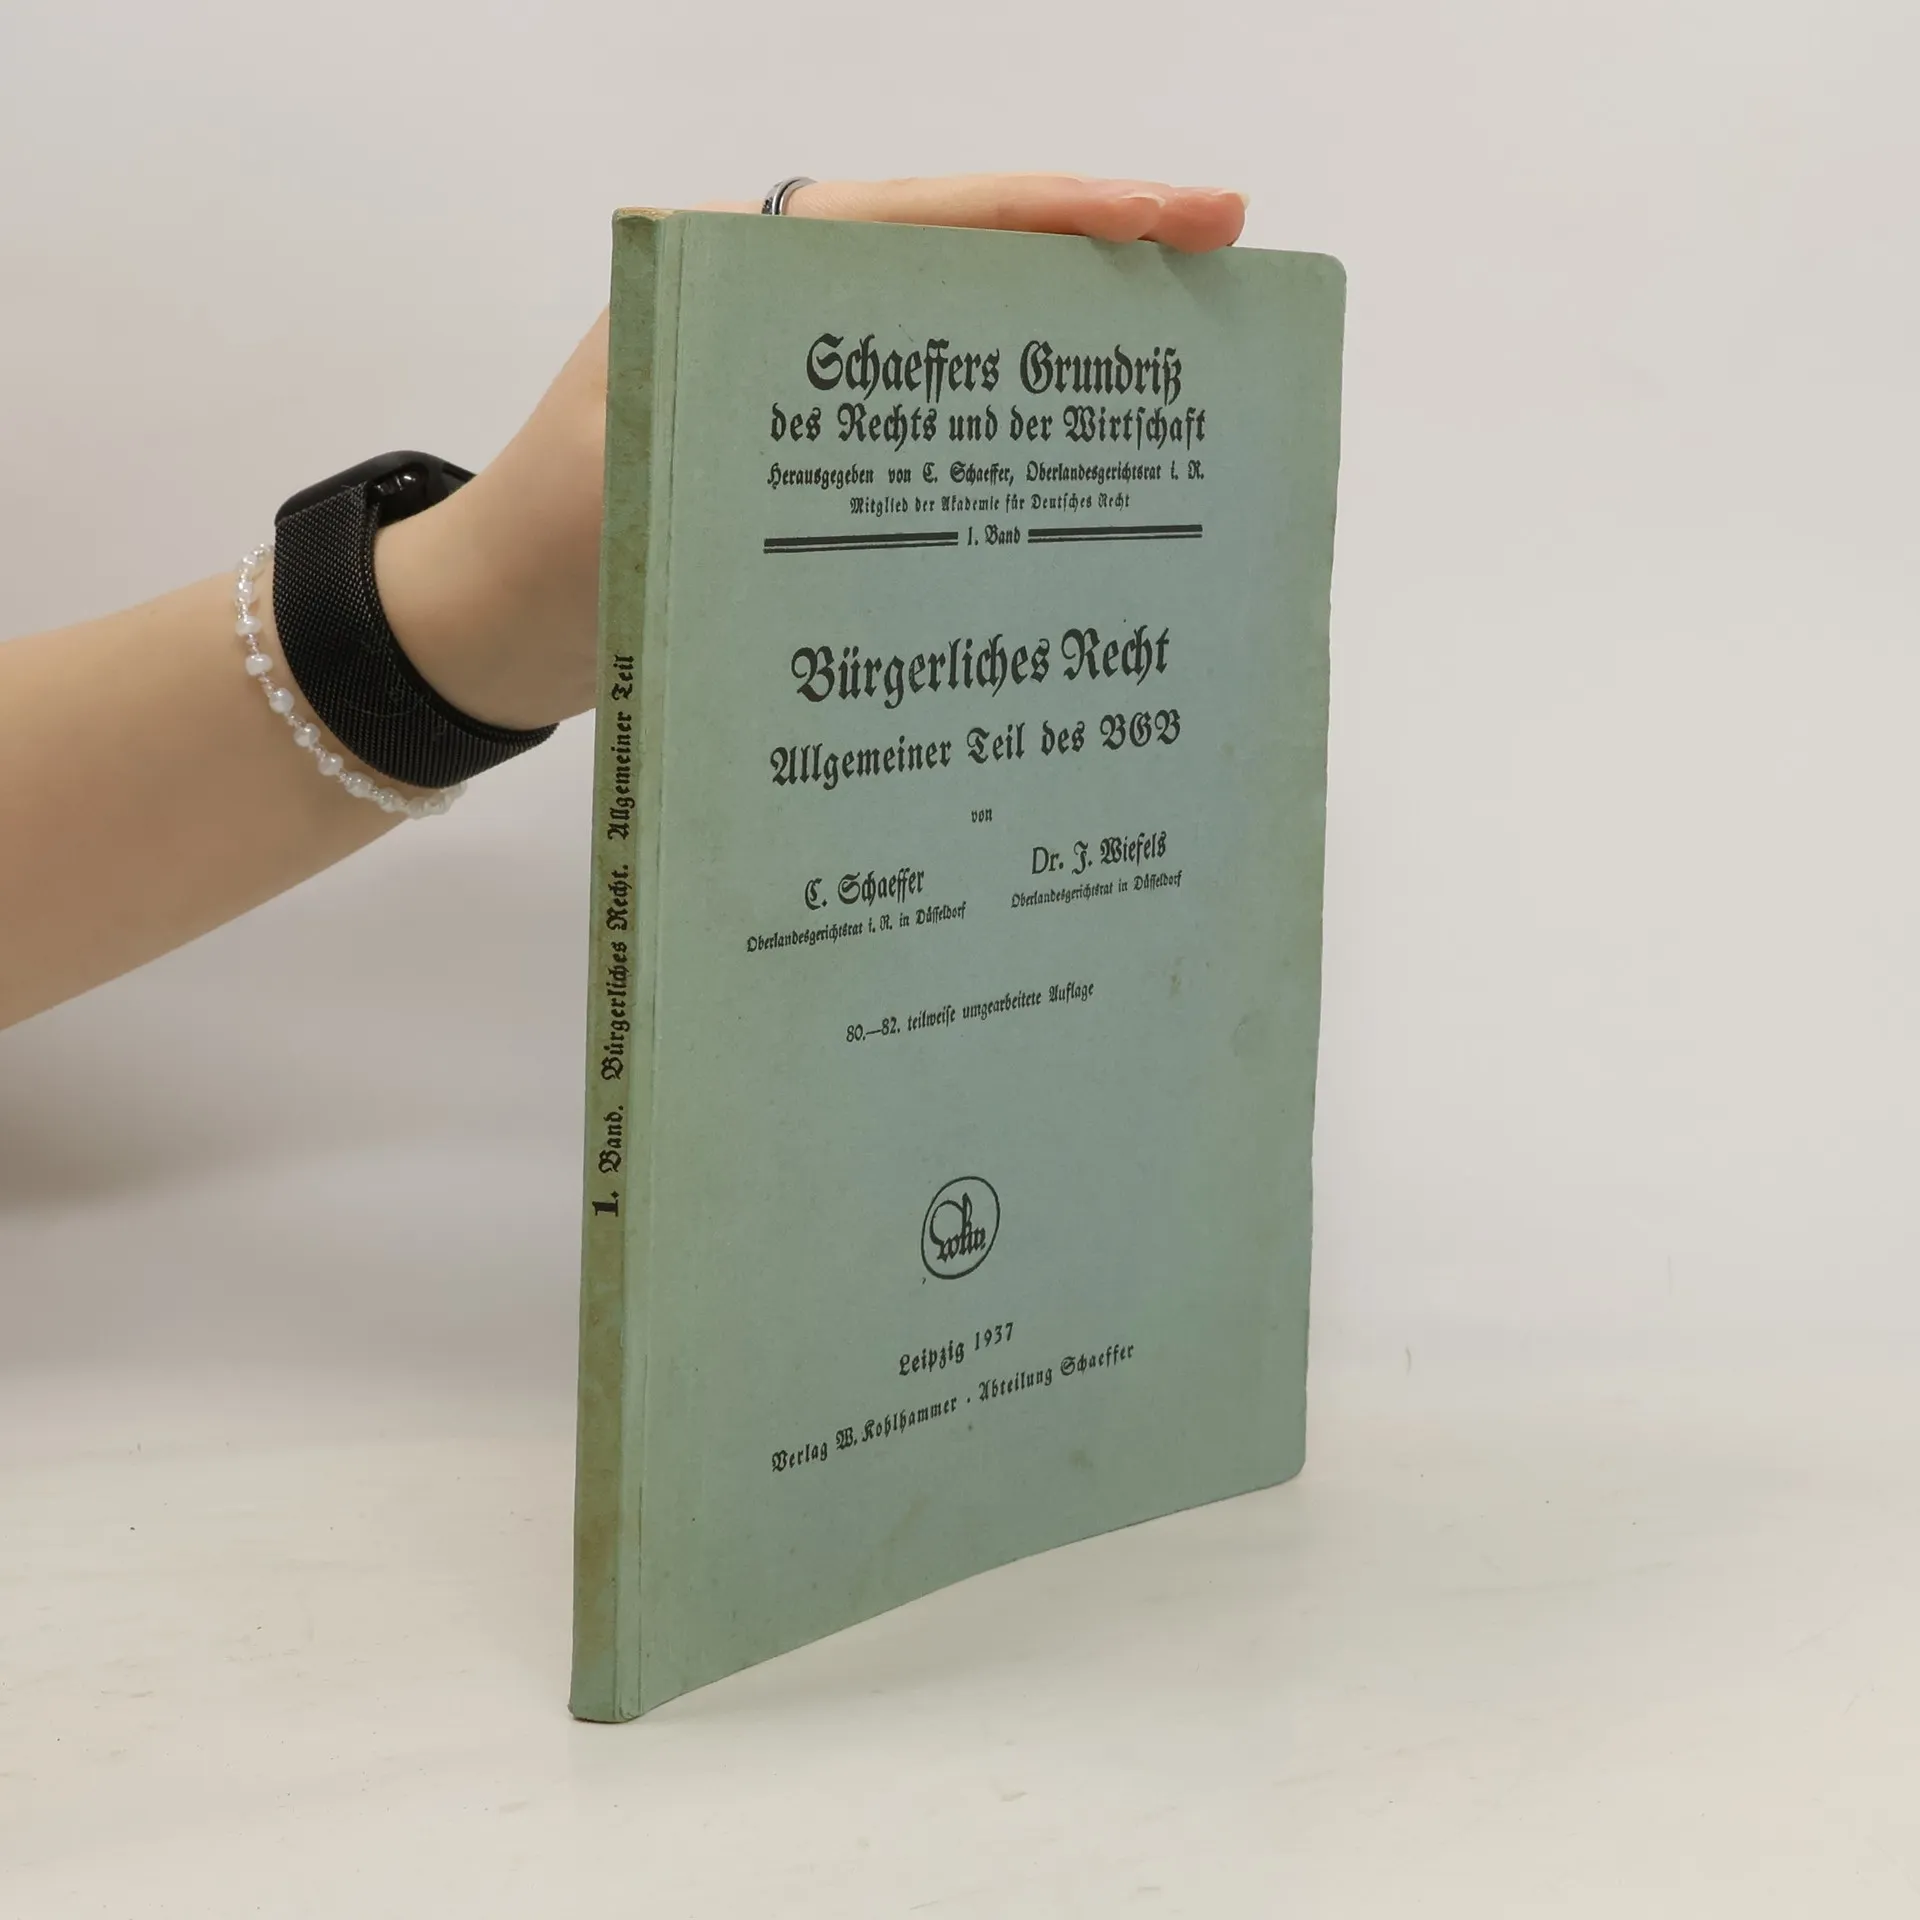 Schaeffers Grundriß
des Rechts und der Wirtſchaft
Herausgegeben von C. Schaeffer, Oberlandesgerichtsrat i. R.
Mitglied der Akademie für Deutſches Recht
1. Band
Bürgerliches Recht
Allgemeiner Teil des BGB
von
C. Schaeffer
Oberlandesgerichtsrat i. R. in Düſſeldorf
Dr. J. Wiefels
Oberlandesgerichtsrat in Düſſeldorf
80.—82. teilweiſe umgearbeitete Auflage
Leipzig 1937
Verlag W. Kohlhammer · Abteilung Schaeffer
1. Band. Bürgerliches Recht. Allgemeiner Teil